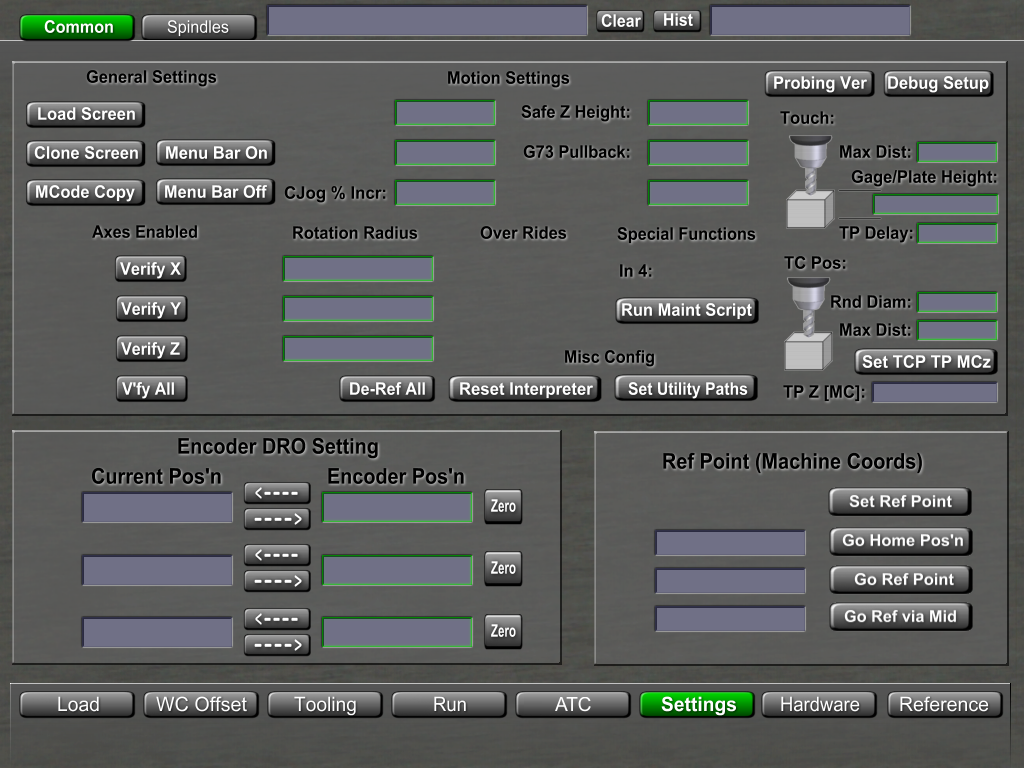 Common Spindles Clear Hist
General Settings Motion Settings Probing Ver Debug Setup
Load Screen Safe Z Height: Touch:
Clone Screen Menu Bar On G73 Pullback: Max Dist:
Gage/Plate Height:
MCode Copy Menu Bar Off CJog % Incr:
Axes Enabled Rotation Radius Over Rides Special Functions TP Delay:
Verify X In 4: TC Pos:
Verify Y Run Maint Script Rnd Diam:
Max Dist:
Verify Z Misc Config Set TCP TP MCz
V'fy All De-Ref All Reset Interpreter Set Utility Paths TP Z [MC]:
Encoder DRO Setting
Current Pos'n Encoder Pos'n
<----
----> Zero
<----
----> Zero
<----
----> Zero
Ref Point (Machine Coords)
Set Ref Point
Go Home Pos'n
Go Ref Point
Go Ref via Mid
Load WC Offset Tooling Run ATC Settings Hardware Reference